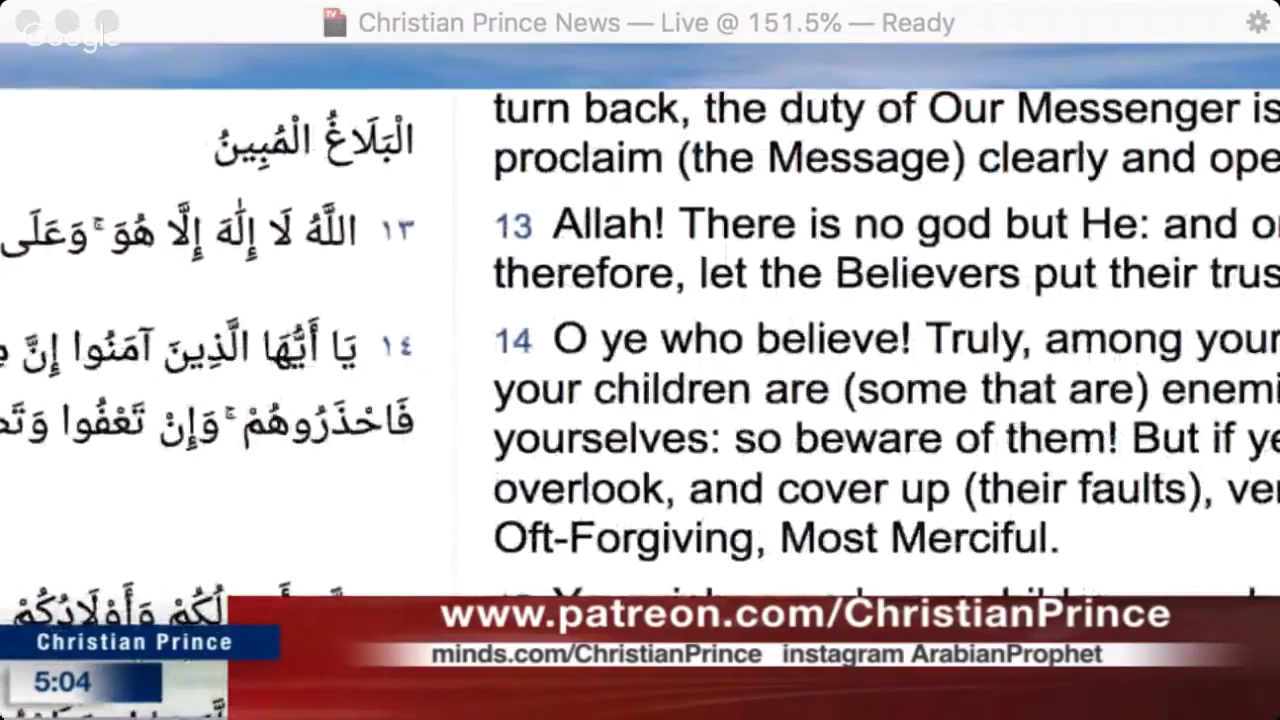 Christian Prince News — Live @ 151.5% — Ready
Google
turn back, the duty of Our Messenger is
الْبَلَاغُ الْمُبِينُ
proclaim (the Message) clearly and ope
١٣ اللَّهُ لَا إِلَٰهَ إِلَّا هُوَ ۚ وَعَلَى
13 Allah! There is no god but He: and o
therefore, let the Believers put their trus
١٤ يَا أَيُّهَا الَّذِينَ آمَنُوا إِنَّ
14 O ye who believe! Truly, among your
your children are (some that are) enemi
فَاحْذَرُوهُمْ ۚ وَإِنْ تَعْفُوا
yourselves: so beware of them! But if ye
overlook, and cover up (their faults), ver
Oft-Forgiving, Most Merciful.
وَأَوْلَادُكُمْ
www.patreon.com/ChristianPrince
Christian Prince
minds.com/ChristianPrince instagram ArabianProphet
5:04